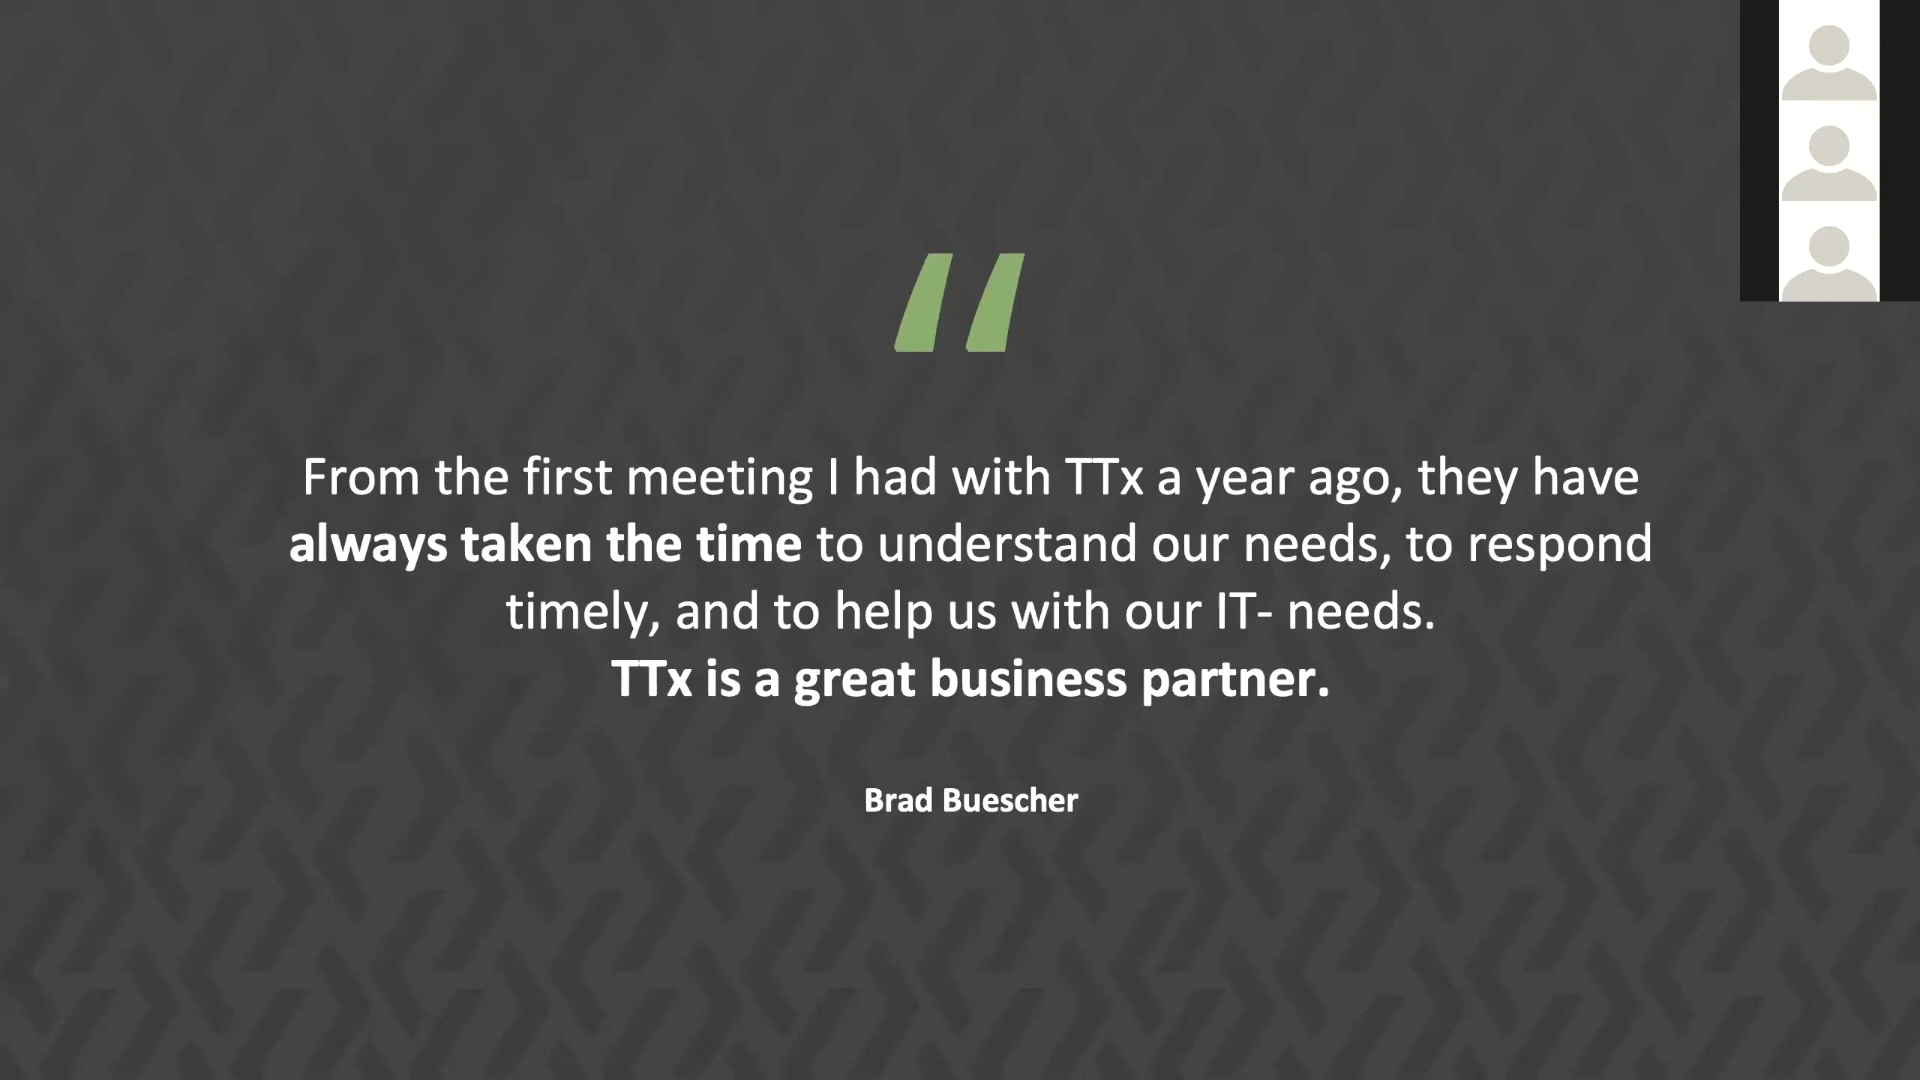 “
From the first meeting I had with TTx a year ago, they have
always taken the time to understand our needs, to respond
timely, and to help us with our IT- needs.
TTx is a great business partner.
Brad Buescher